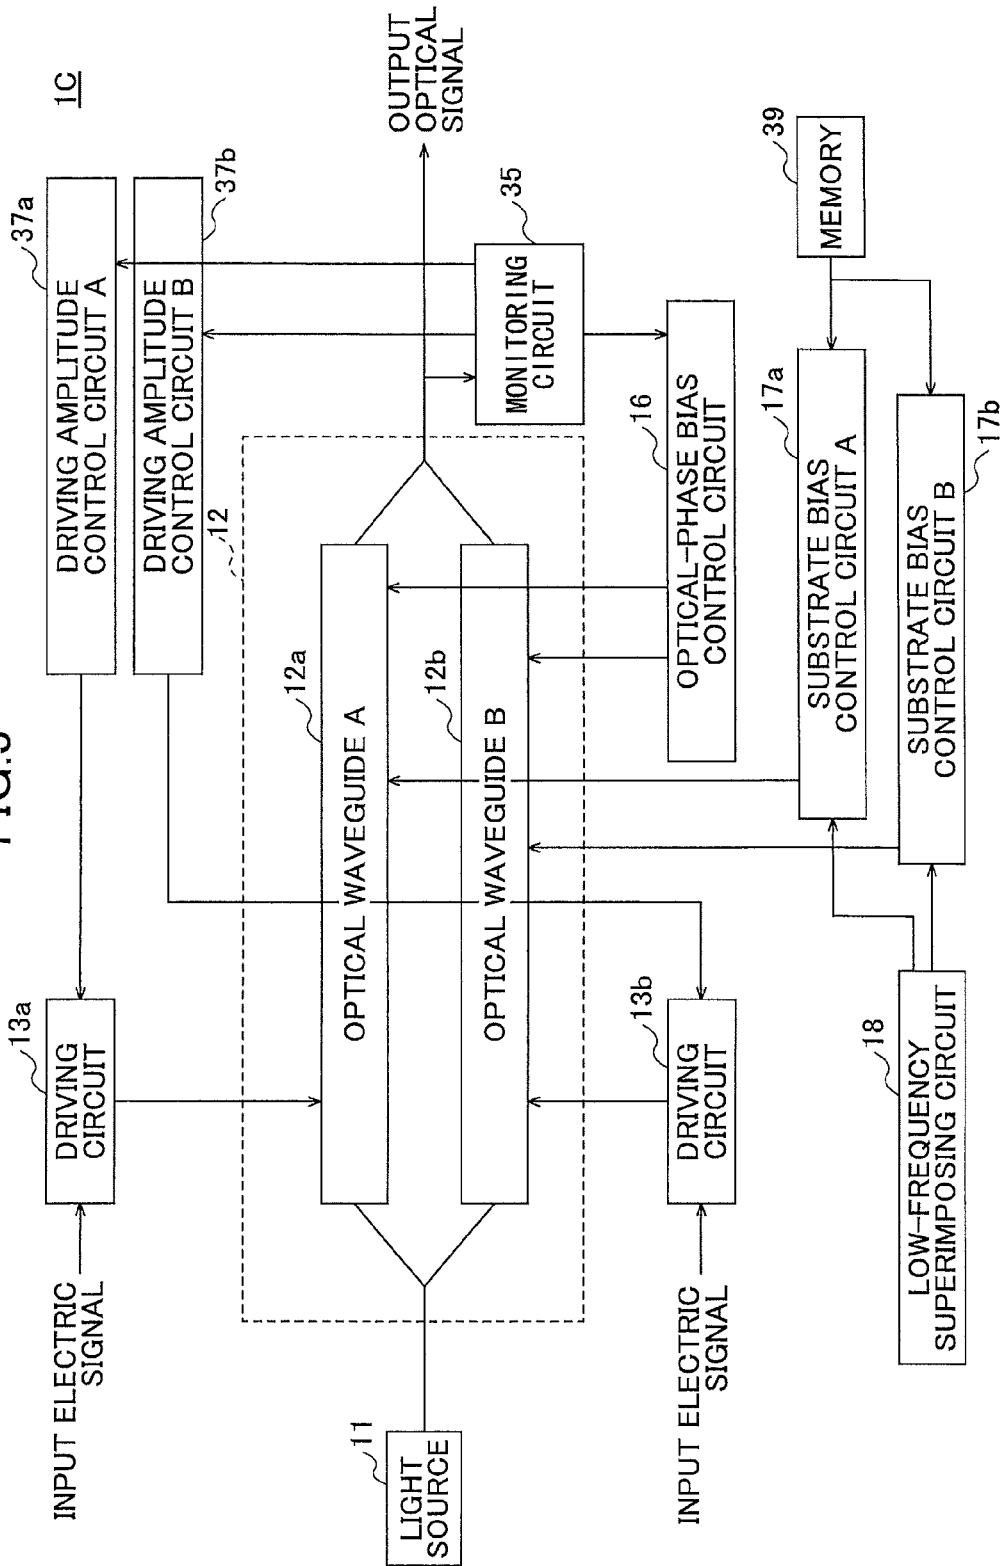 FIG.
1C
INPUT ELECTRIC
SIGNAL
13a
DRIVING
CIRCUIT
37a
DRIVING AMPLITUDE
CONTROL CIRCUIT A
DRIVING AMPLITUDE
CONTROL CIRCUIT B
37b
12
12a
OPTICAL WAVEGUIDE A
12b
OPTICAL WAVEGUIDE B
11
LIGHT
SOURCE
OUTPUT
OPTICAL
SIGNAL
35
MONITORING
CIRCUIT
INPUT ELECTRIC
SIGNAL
13b
DRIVING
CIRCUIT
16
OPTICAL-PHASE BIAS
CONTROL CIRCUIT
17a
SUBSTRATE BIAS
CONTROL CIRCUIT A
39
MEMORY
18
LOW-FREQUENCY
SUPERIMPOSING CIRCUIT
SUBSTRATE BIAS
CONTROL CIRCUIT B
17b